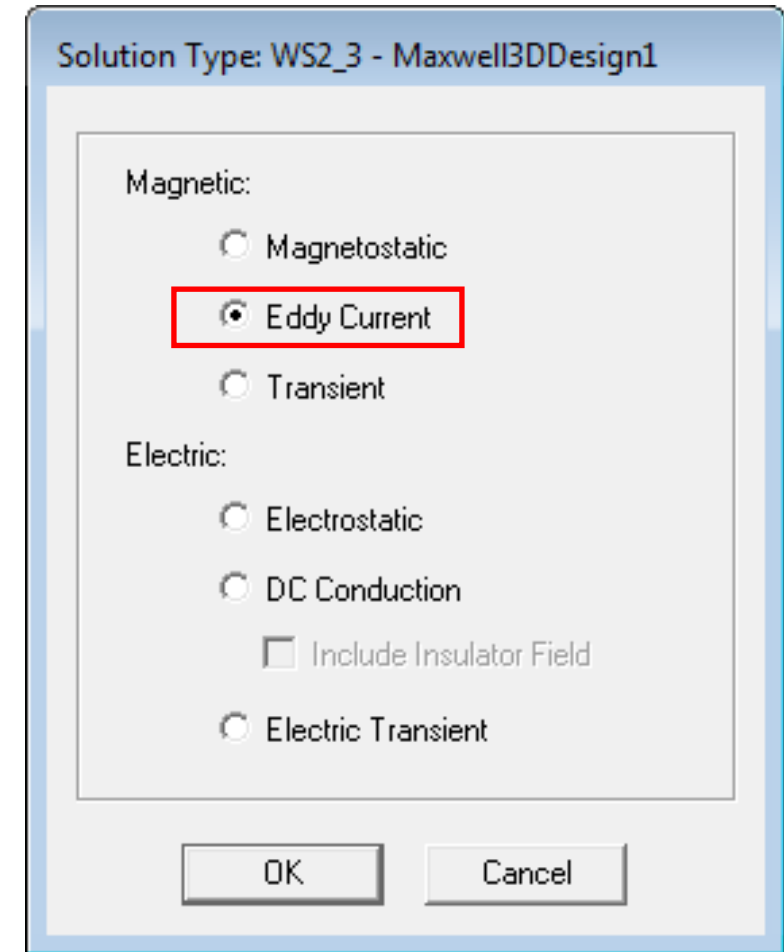 Solution Type: WS2_3 - Maxwell3DDesign1
Magnetic:
Magnetostatic
Eddy Current
Transient
Electric:
Electrostatic
DC Conduction
Include Insulator Field
Electric Transient
OK
Cancel